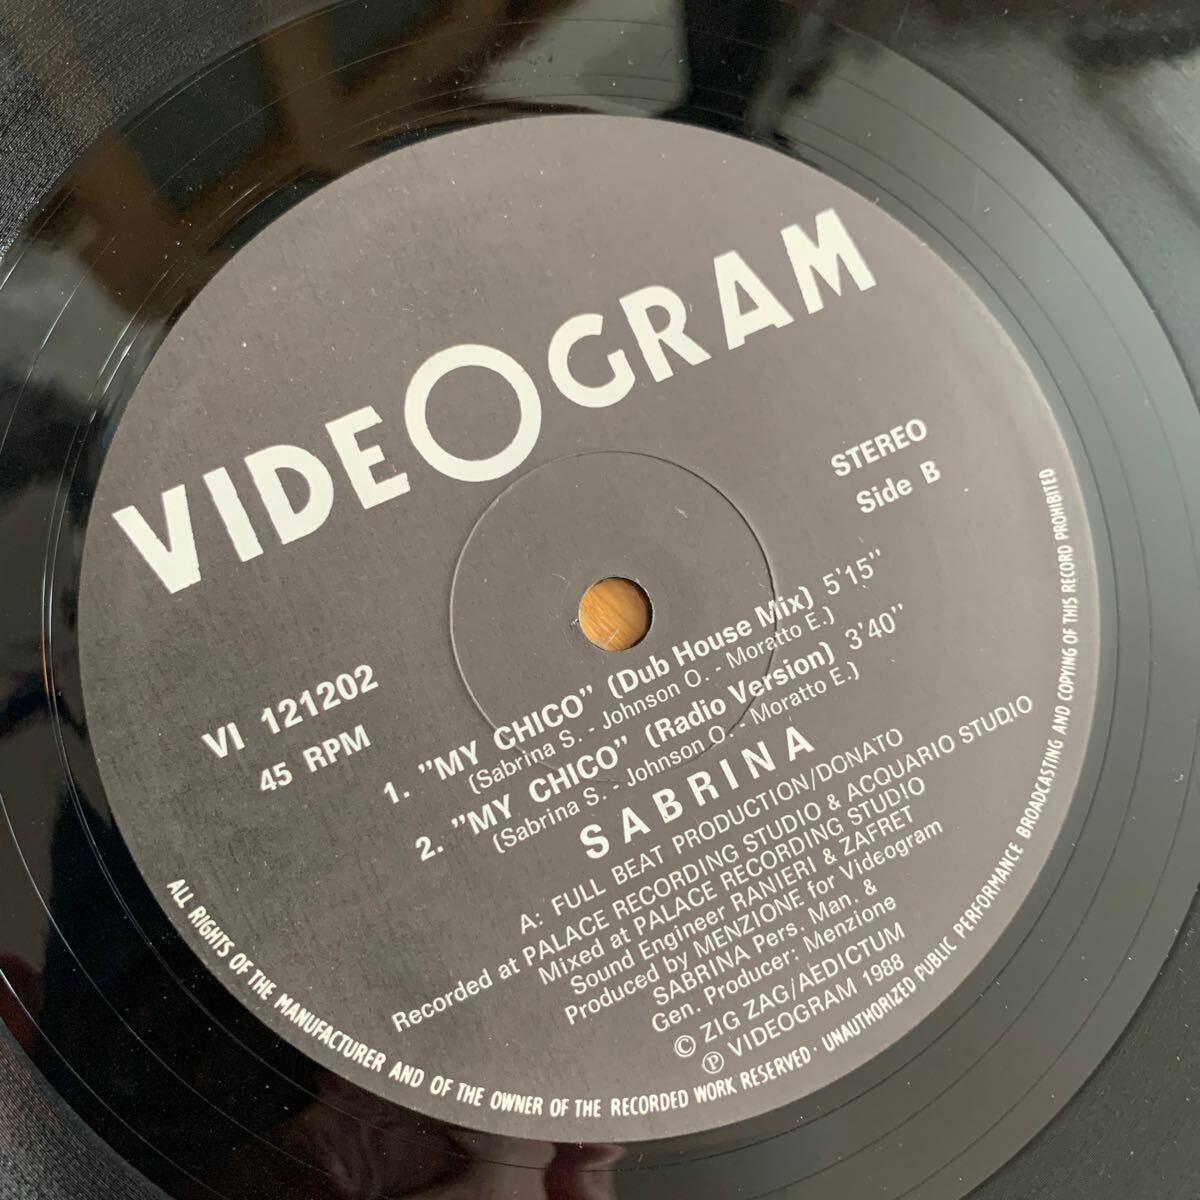 VIDEOGRAM
STEREO
Side B
VI 121202
45 RPM
1. "MY CHICO" (Dub House Mix) 5'15"
(Sabrina S. - Johnson O. - Moratto E.)
2. "MY CHICO" (Radio Version) 3'40"
(Sabrina S. - Johnson O. - Moratto E.)
SABRINA
A: FULL BEAT PRODUCTION/DONATO
Recorded at PALACE RECORDING STUDIO & ACQUARIO STUDIO
Mixed at PALACE RECORDING STUDIO
Sound Engineer RANIERI & ZAFRET
Produced by MENZIONE for Videogram
SABRINA Pers. Man. &
Gen. Producer: Menzione
© ZIG ZAG/AEDICTUM
℗ VIDEOGRAM 1988
ALL RIGHTS OF THE MANUFACTURER AND OF THE OWNER OF THE RECORDED WORK RESERVED · UNAUTHORIZED PUBLIC PERFORMANCE BROADCASTING AND COPYING OF THIS RECORD PROHIBITED